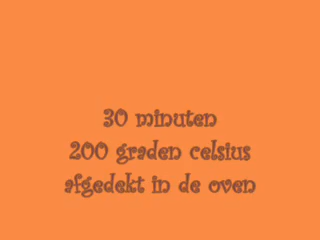 30 minuten
200 graden celsius
afgedekt in de oven